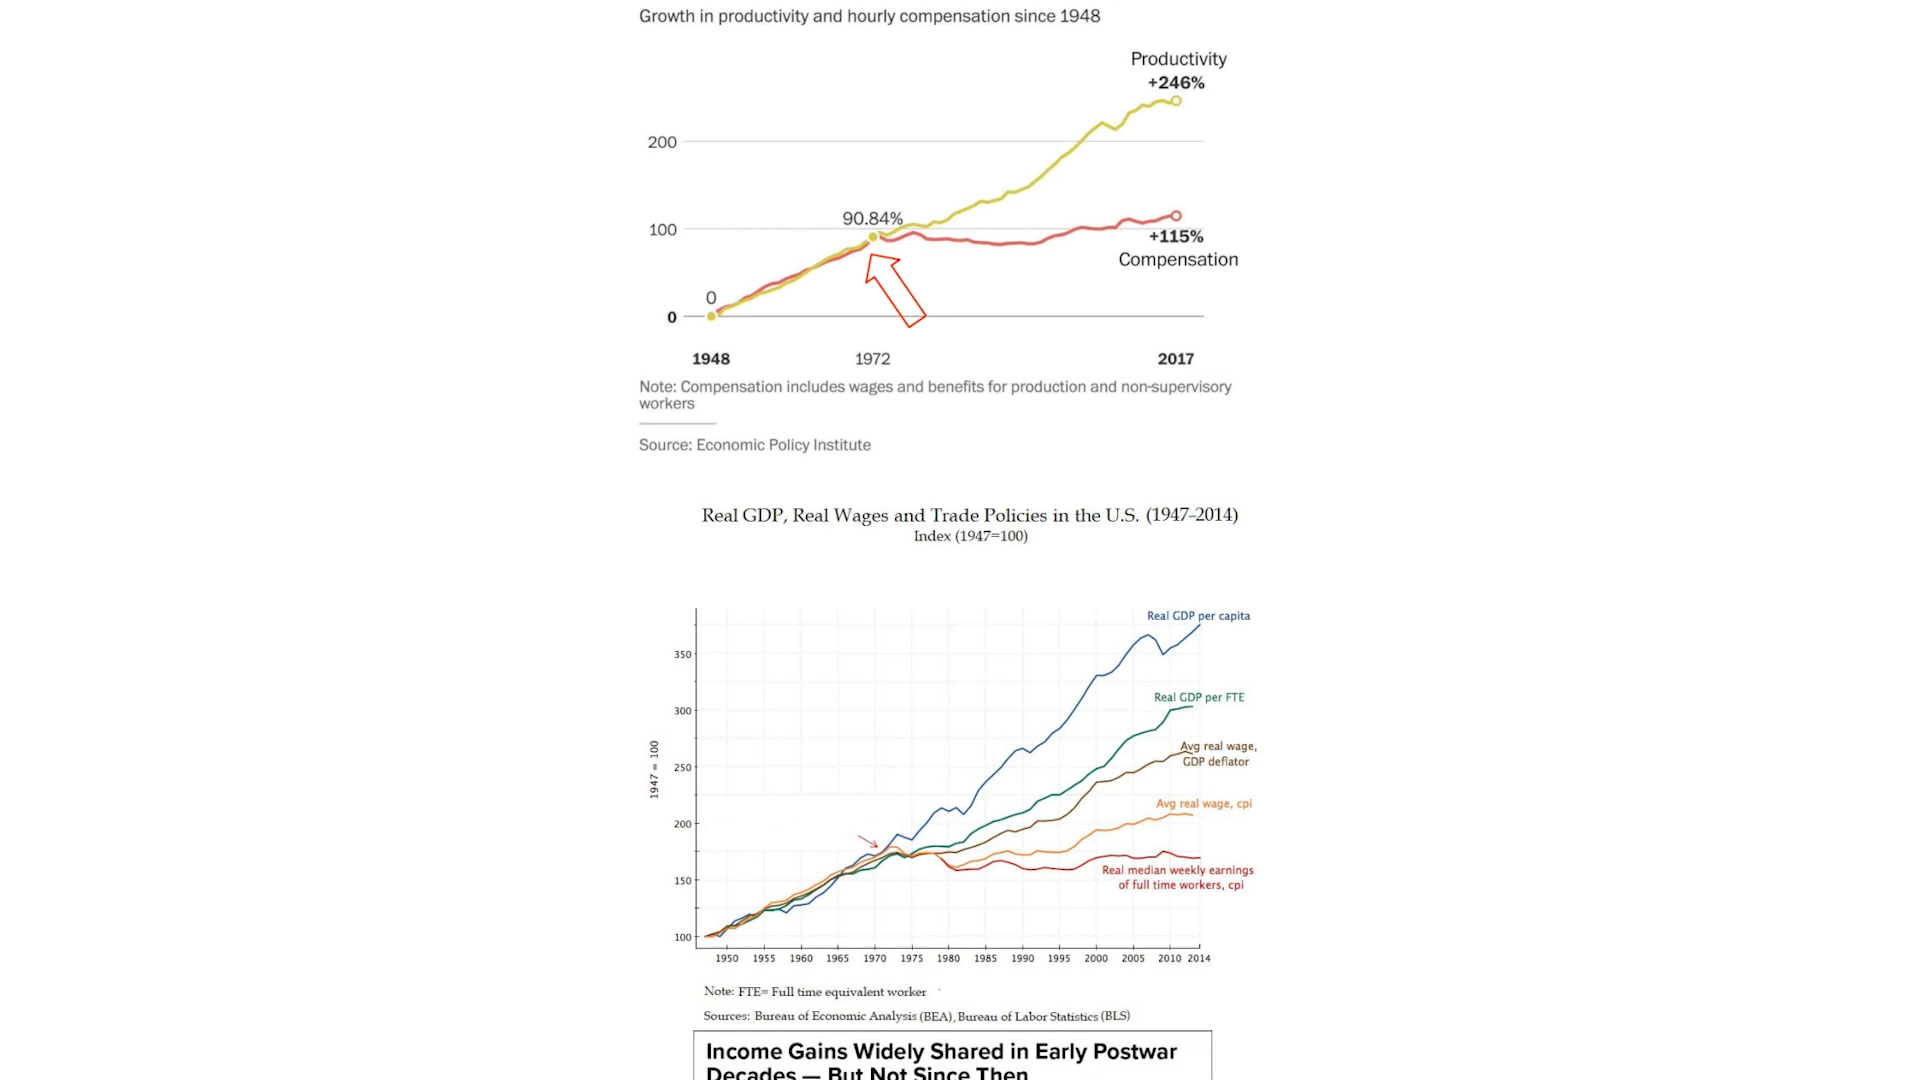 Growth in productivity and hourly compensation since 1948
Productivity
+246%
200
90.84%
100
+115%
Compensation
0
0
1948
1972
2017
Note: Compensation includes wages and benefits for production and non-supervisory
workers
Source: Economic Policy Institute
Real GDP, Real Wages and Trade Policies in the U.S. (1947–2014)
Index (1947=100)
Real GDP per capita
350
Real GDP per FTE
300
Avg real wage,
GDP deflator
250
1947 = 100
Avg real wage, cpi
200
Real median weekly earnings
of full time workers, cpi
150
100
1950 1955 1960 1965 1970 1975 1980 1985 1990 1995 2000 2005 2010 2014
Note: FTE= Full time equivalent worker
Sources: Bureau of Economic Analysis (BEA), Bureau of Labor Statistics (BLS)
Income Gains Widely Shared in Early Postwar
Decades — But Not Since Then